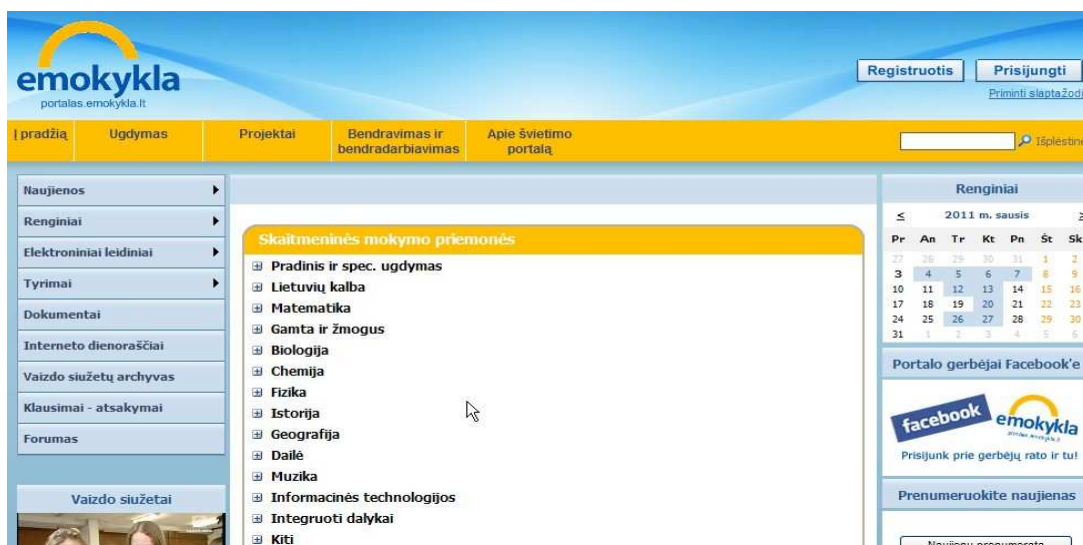 emokykla
portalas.emokykla.lt
Registruotis
Prisijungti
Priminti slaptažodį
Į pradžią
Ugdymas
Projektai
Bendravimas ir
bendradarbiavimas
Apie švietimo
portalą
Naujienos
Renginiai
Elektroniniai leidiniai
Tyrimai
Dokumentai
Interneto dienoraščiai
Vaizdo siužetų archyvas
Klausimai - atsakymai
Forumas
Vaizdo siužetai
Skaitmeninės mokymo priemonės
Pradinis ir spec. ugdymas
Lietuvių kalba
Matematika
Gamta ir žmogus
Biologija
Chemija
Fizika
Istorija
Geografija
Dailė
Muzika
Informacinės technologijos
Integruoti dalykai
Kiti
Renginiai
≤ 2011 m. sausis
Pr An Tr Kt Pn Št Sk
27 28 29 30 31 1 2
3 4 5 6 7 8 9
10 11 12 13 14 15 16
17 18 19 20 21 22 23
24 25 26 27 28 29 30
31 1 2 3 4 5 6
Portalo gerbėjai Facebook'e
facebook
emokykla
Prisijunk prie gerbėjų rato ir tu!
Prenumeruokite naujienas
Naujienų prenumerata